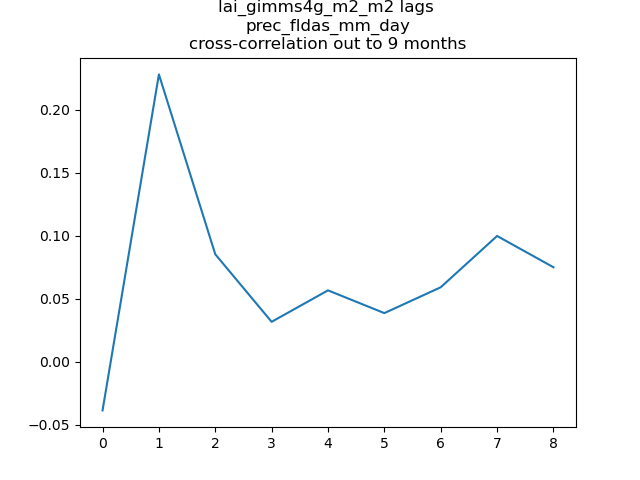 lai_gimms4g_m2_m2 lags
prec_fldas_mm_day
cross-correlation out to 9 months
0.20
0.15
0.10
0.05
0.00
−0.05
0 1 2 3 4 5 6 7 8